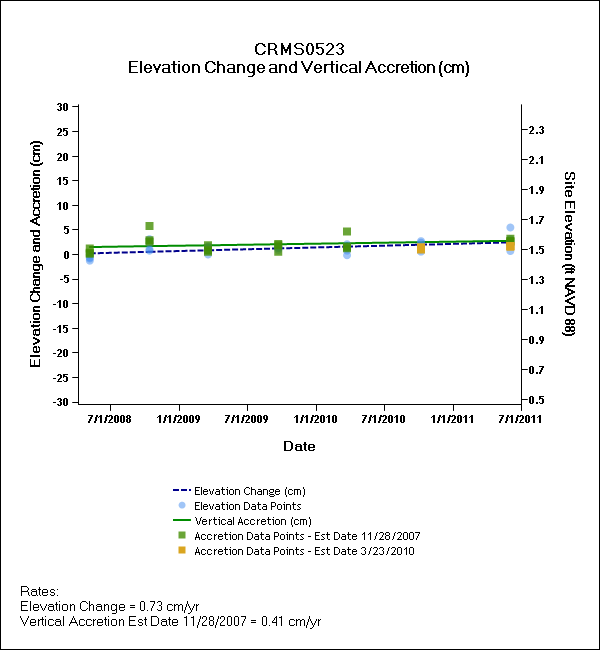 CRMS0523
Elevation Change and Vertical Accretion (cm)
Elevation Change and Accretion (cm)
30
25
20
15
10
5
0
-5
-10
-15
-20
-25
-30
2.3
2.1
1.9
1.7
1.5
1.3
1.1
0.9
0.7
0.5
Site Elevation (ft NAVD 88)
7/1/2008 1/1/2009 7/1/2009 1/1/2010 7/1/2010 1/1/2011 7/1/2011
Date
Elevation Change (cm)
Elevation Data Points
Vertical Accretion (cm)
Accretion Data Points - Est Date 11/28/2007
Accretion Data Points - Est Date 3/23/2010
Rates:
Elevation Change = 0.73 cm/yr
Vertical Accretion Est Date 11/28/2007 = 0.41 cm/yr